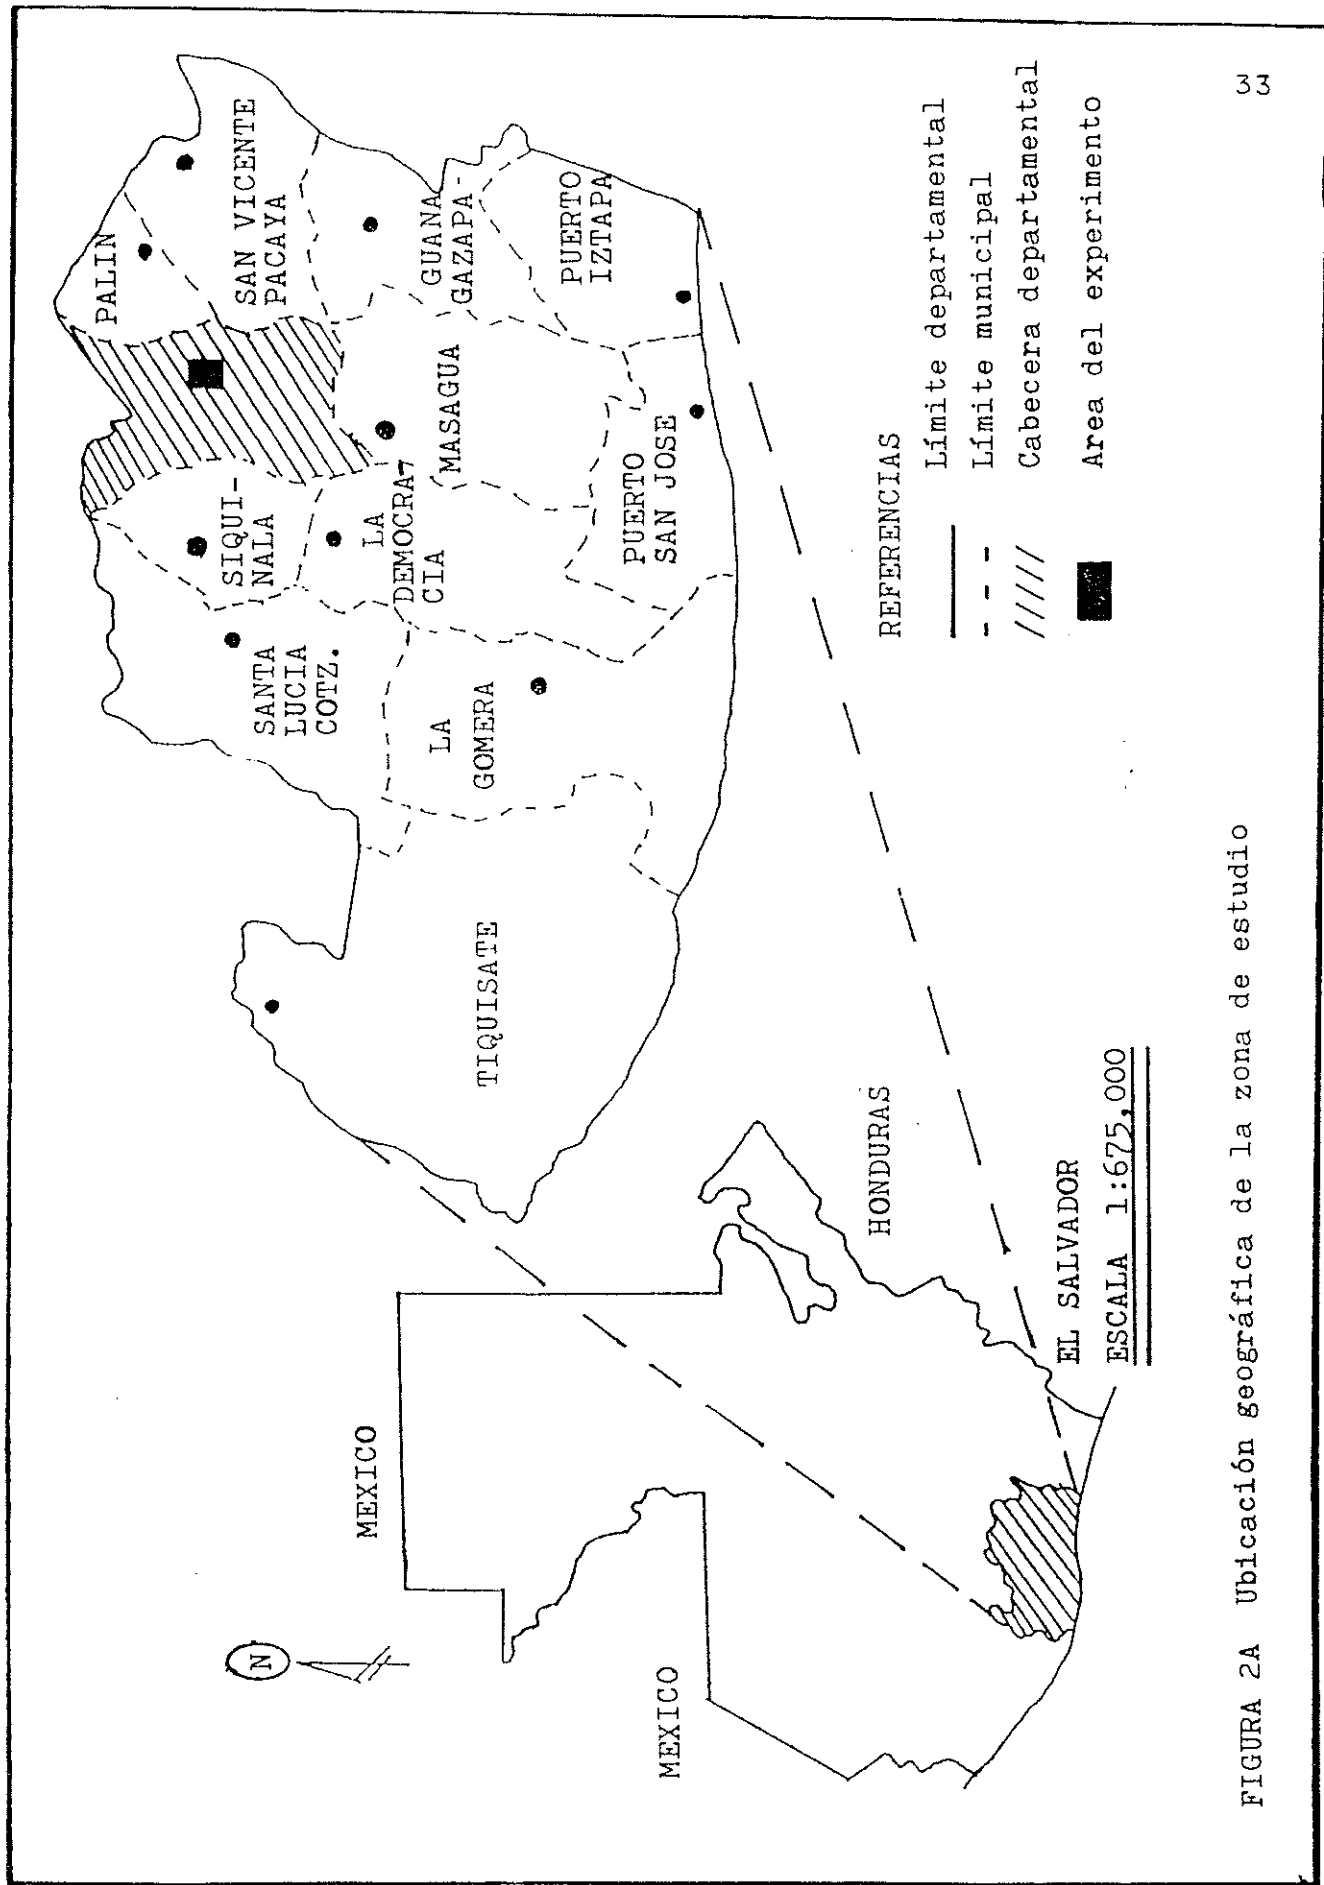 33
PALIN
SAN VICENTE
PACAYA
SIQUI-
NALA
SANTA
LUCIA
COTZ.
LA
DEMOCRA-
CIA
MASAGUA
GUANA-
GAZAPA
PUERTO
IZTAPA
PUERTO
SAN JOSE
LA
GOMERA
TIQUISATE
N
MEXICO
MEXICO
HONDURAS
EL SALVADOR
ESCALA 1:675,000
REFERENCIAS
Límite departamental
Límite municipal
Cabecera departamental
Area del experimento
FIGURA 2A Ubicación geográfica de la zona de estudio